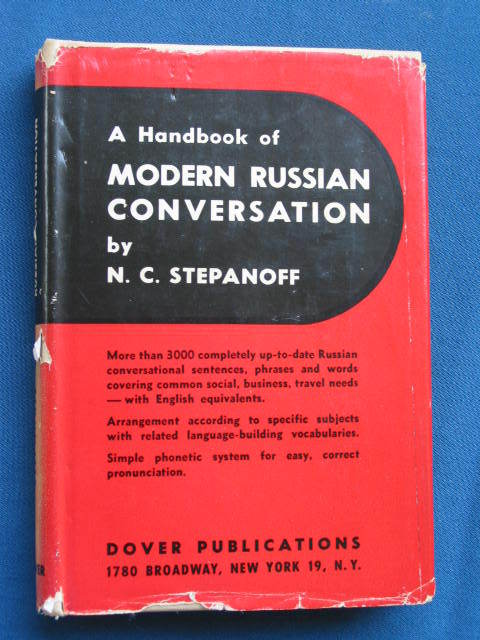 A Handbook of
MODERN RUSSIAN
CONVERSATION
by
N. C. STEPANOFF
More than 3000 completely up-to-date Russian
conversational sentences, phrases and words
covering common social, business, travel needs
— with English equivalents.
Arrangement according to specific subjects
with related language-building vocabularies.
Simple phonetic system for easy, correct
pronunciation.
DOVER PUBLICATIONS
1780 BROADWAY, NEW YORK 19, N. Y.
RUSSIAN CONVERSATION